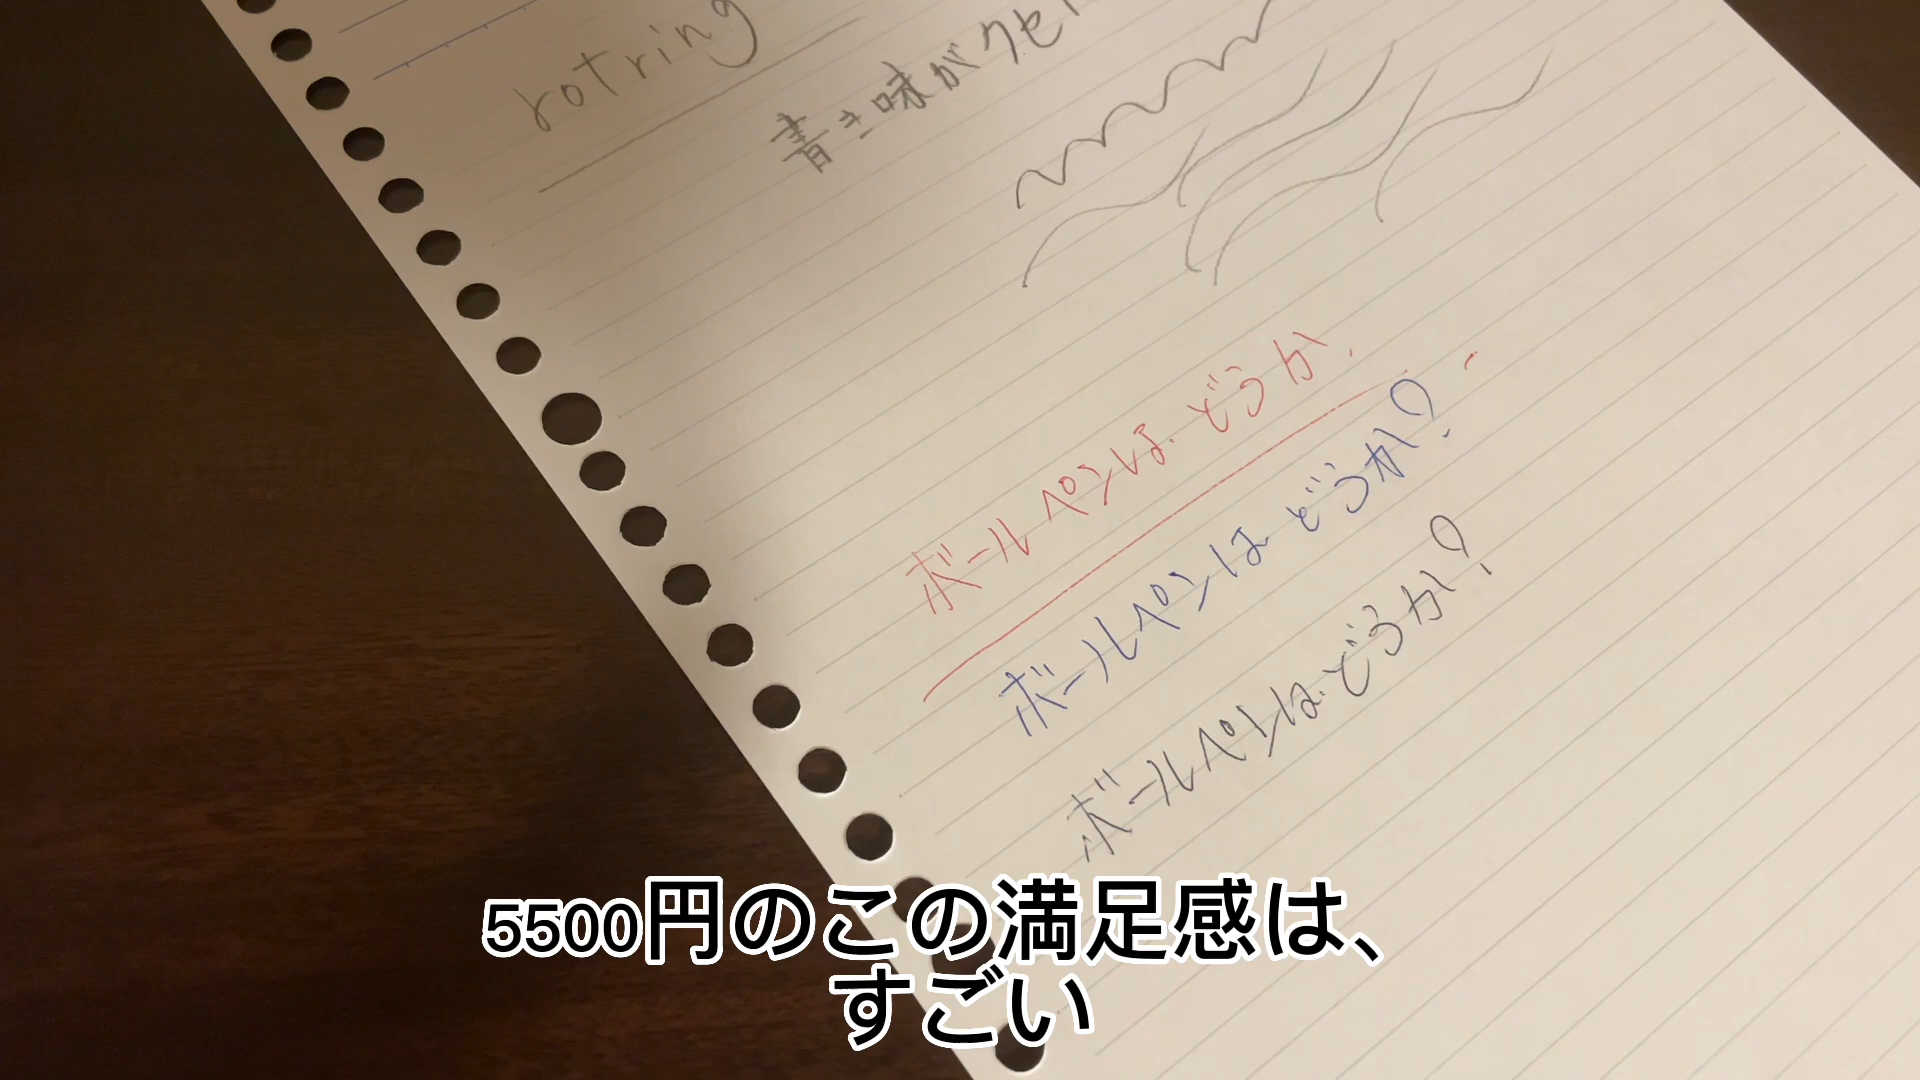 rotring
書き味がクセに
ボールペンはどうか
ボールペンはどうか?
ボールペンはどうか?
5500円のこの満足感は、
すごい